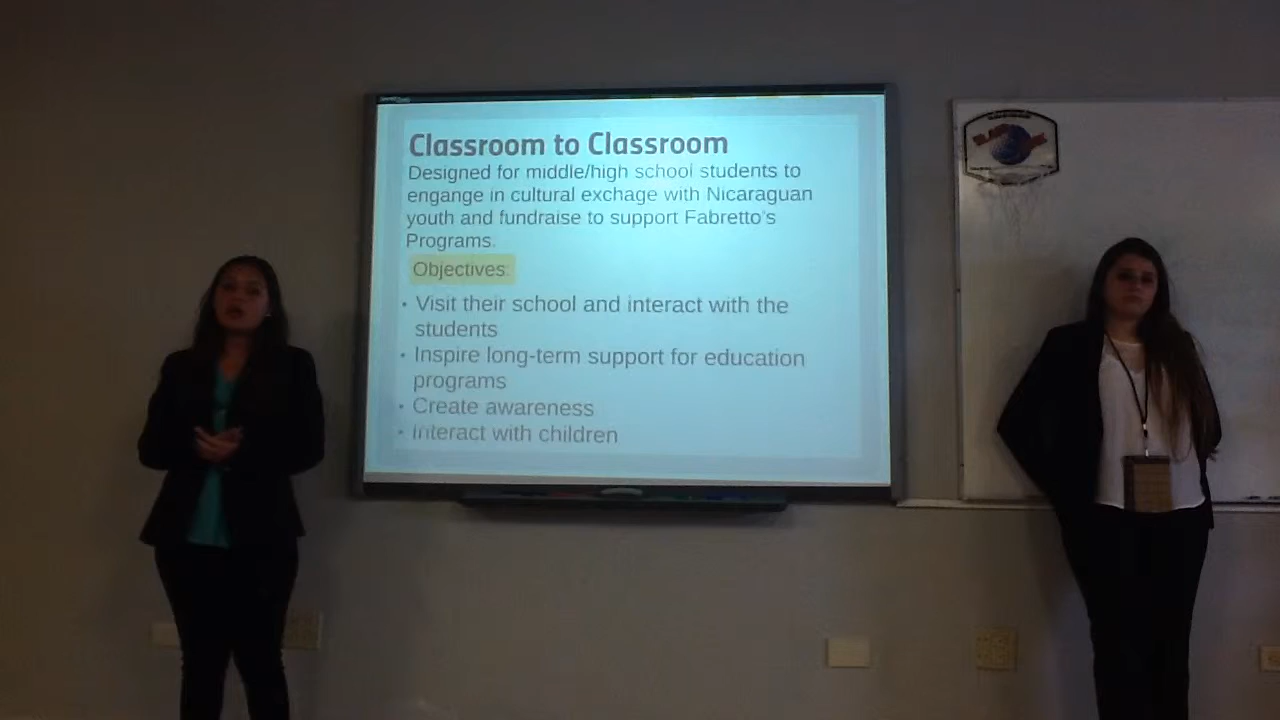 Classroom to Classroom
Designed for middle/high school students to
engange in cultural exchage with Nicaraguan
youth and fundraise to support Fabretto's
Programs.
Objectives:
• Visit their school and interact with the
students
• Inspire long-term support for education
programs
• Create awareness
• Interact with children